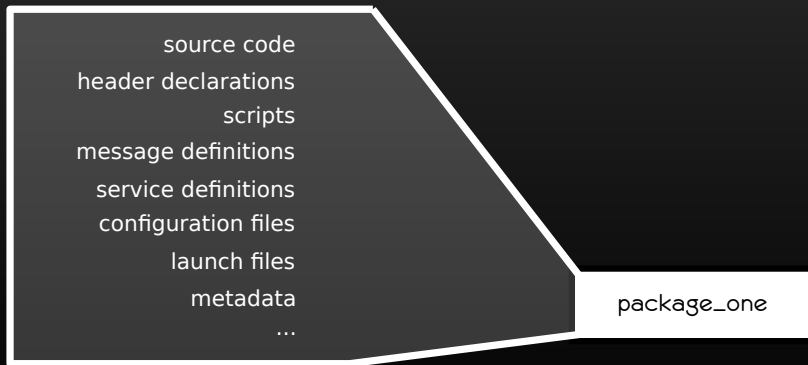 source code
header declarations
scripts
message definitions
service definitions
configuration files
launch files
metadata
...
package_one